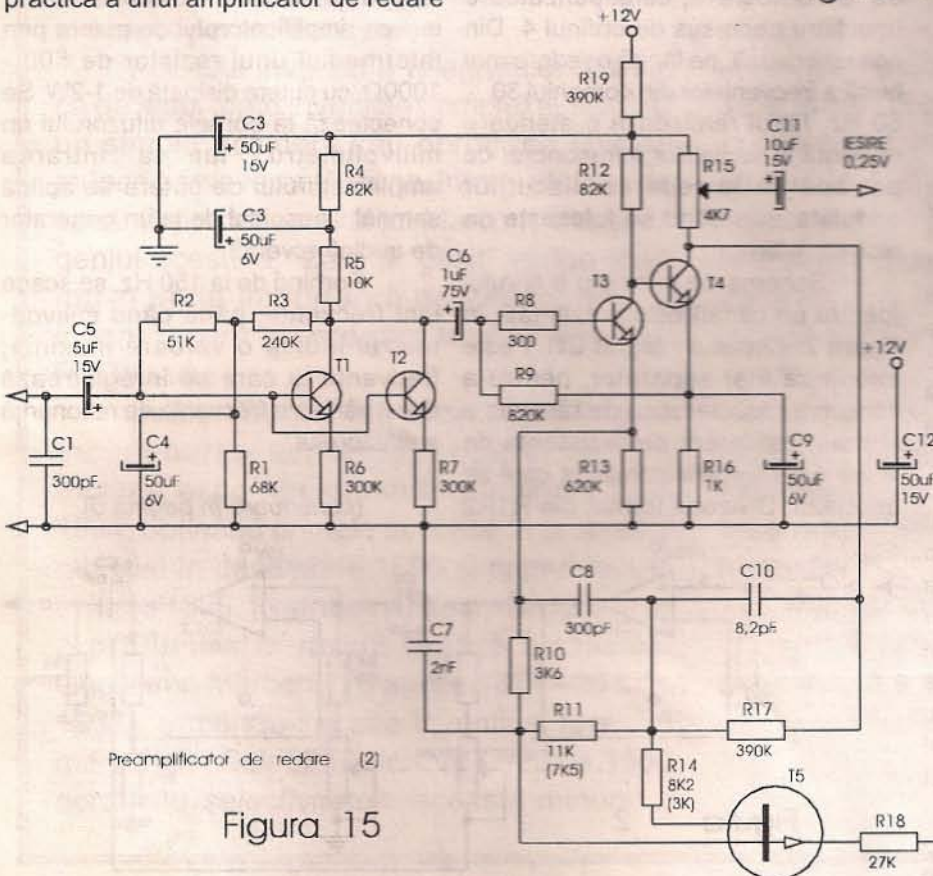 practica a unui amplificator de redare
+12V
R19
390K
C3
50uF
15V
R4
82K
R12
82K
R15
4K7
C11
10uF
15V
IESIRE
0,25V
C3
50uF
6V
R5
10K
C6
1uF
75V
T3
T4
C5
5uF
15V
R2
51K
R3
240K
R8
300
T1
T2
R9
820K
+12V
C1
300pF.
C4
50uF
6V
R1
68K
R6
300K
R7
300K
R13
620K
R16
1K
C9
50uF
6V
C12
50uF
15V
C8
300pF
C10
8,2pF.
C7
2nF
R10
3K6
R11
11K
(7K5)
R17
390K
R14
8K2
(3K)
T5
R18
27K
Preamplificator de redare (2)
Figura 15